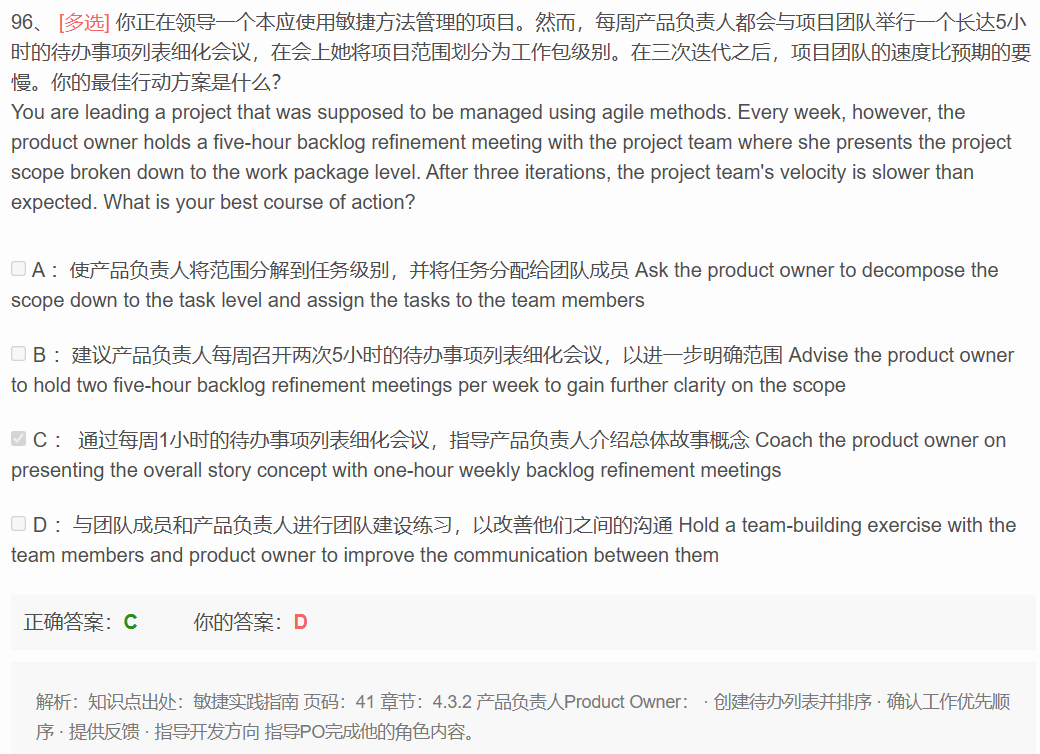 96、 [多选] 你正在领导一个本应使用敏捷方法管理的项目。然而，每周产品负责人都会与项目团队举行一个长达5小
时的待办事项列表细化会议，在会上她将项目范围划分为工作包级别。在三次迭代之后，项目团队的速度比预期的要
慢。你的最佳行动方案是什么？
You are leading a project that was supposed to be managed using agile methods. Every week, however, the
product owner holds a five-hour backlog refinement meeting with the project team where she presents the project
scope broken down to the work package level. After three iterations, the project team's velocity is slower than
expected. What is your best course of action?
A： 使产品负责人将范围分解到任务级别，并将任务分配给团队成员 Ask the product owner to decompose the
scope down to the task level and assign the tasks to the team members
B： 建议产品负责人每周召开两次5小时的待办事项列表细化会议，以进一步明确范围 Advise the product owner
to hold two five-hour backlog refinement meetings per week to gain further clarity on the scope
C： 通过每周1小时的待办事项列表细化会议，指导产品负责人介绍总体故事概念 Coach the product owner on
presenting the overall story concept with one-hour weekly backlog refinement meetings
D： 与团队成员和产品负责人进行团队建设练习，以改善他们之间的沟通 Hold a team-building exercise with the
team members and product owner to improve the communication between them
正确答案：C 你的答案：D
解析：知识点出处：敏捷实践指南 页码：41 章节：4.3.2 产品负责人Product Owner： · 创建待办列表并排序 · 确认工作优先顺
序 · 提供反馈 · 指导开发方向 指导PO完成他的角色内容。